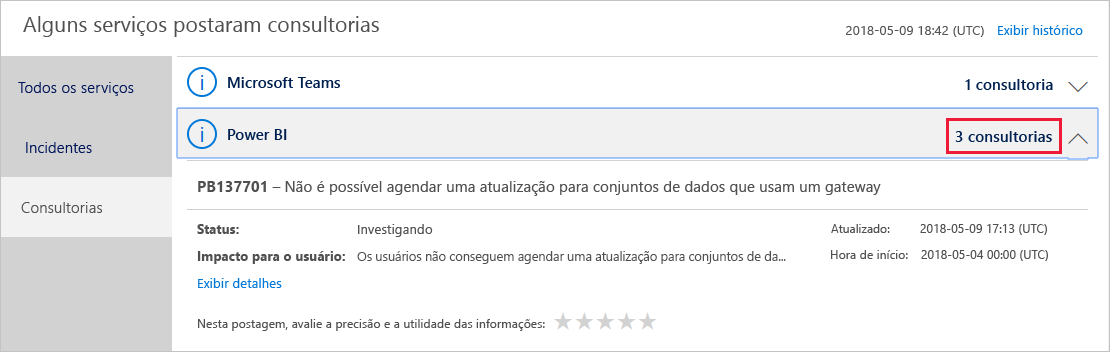 Alguns serviços postaram consultorias
2018-05-09 18:42 (UTC) Exibir histórico
Todos os serviços
Incidentes
Consultorias
Microsoft Teams 1 consultoria
Power BI 3 consultorias
PB137701 – Não é possível agendar uma atualização para conjuntos de dados que usam um gateway
Status: Investigando Atualizado: 2018-05-09 17:13 (UTC)
Impacto para o usuário: Os usuários não conseguem agendar uma atualização para conjuntos de da... Hora de início: 2018-05-04 00:00 (UTC)
Exibir detalhes
Nesta postagem, avalie a precisão e a utilidade das informações: